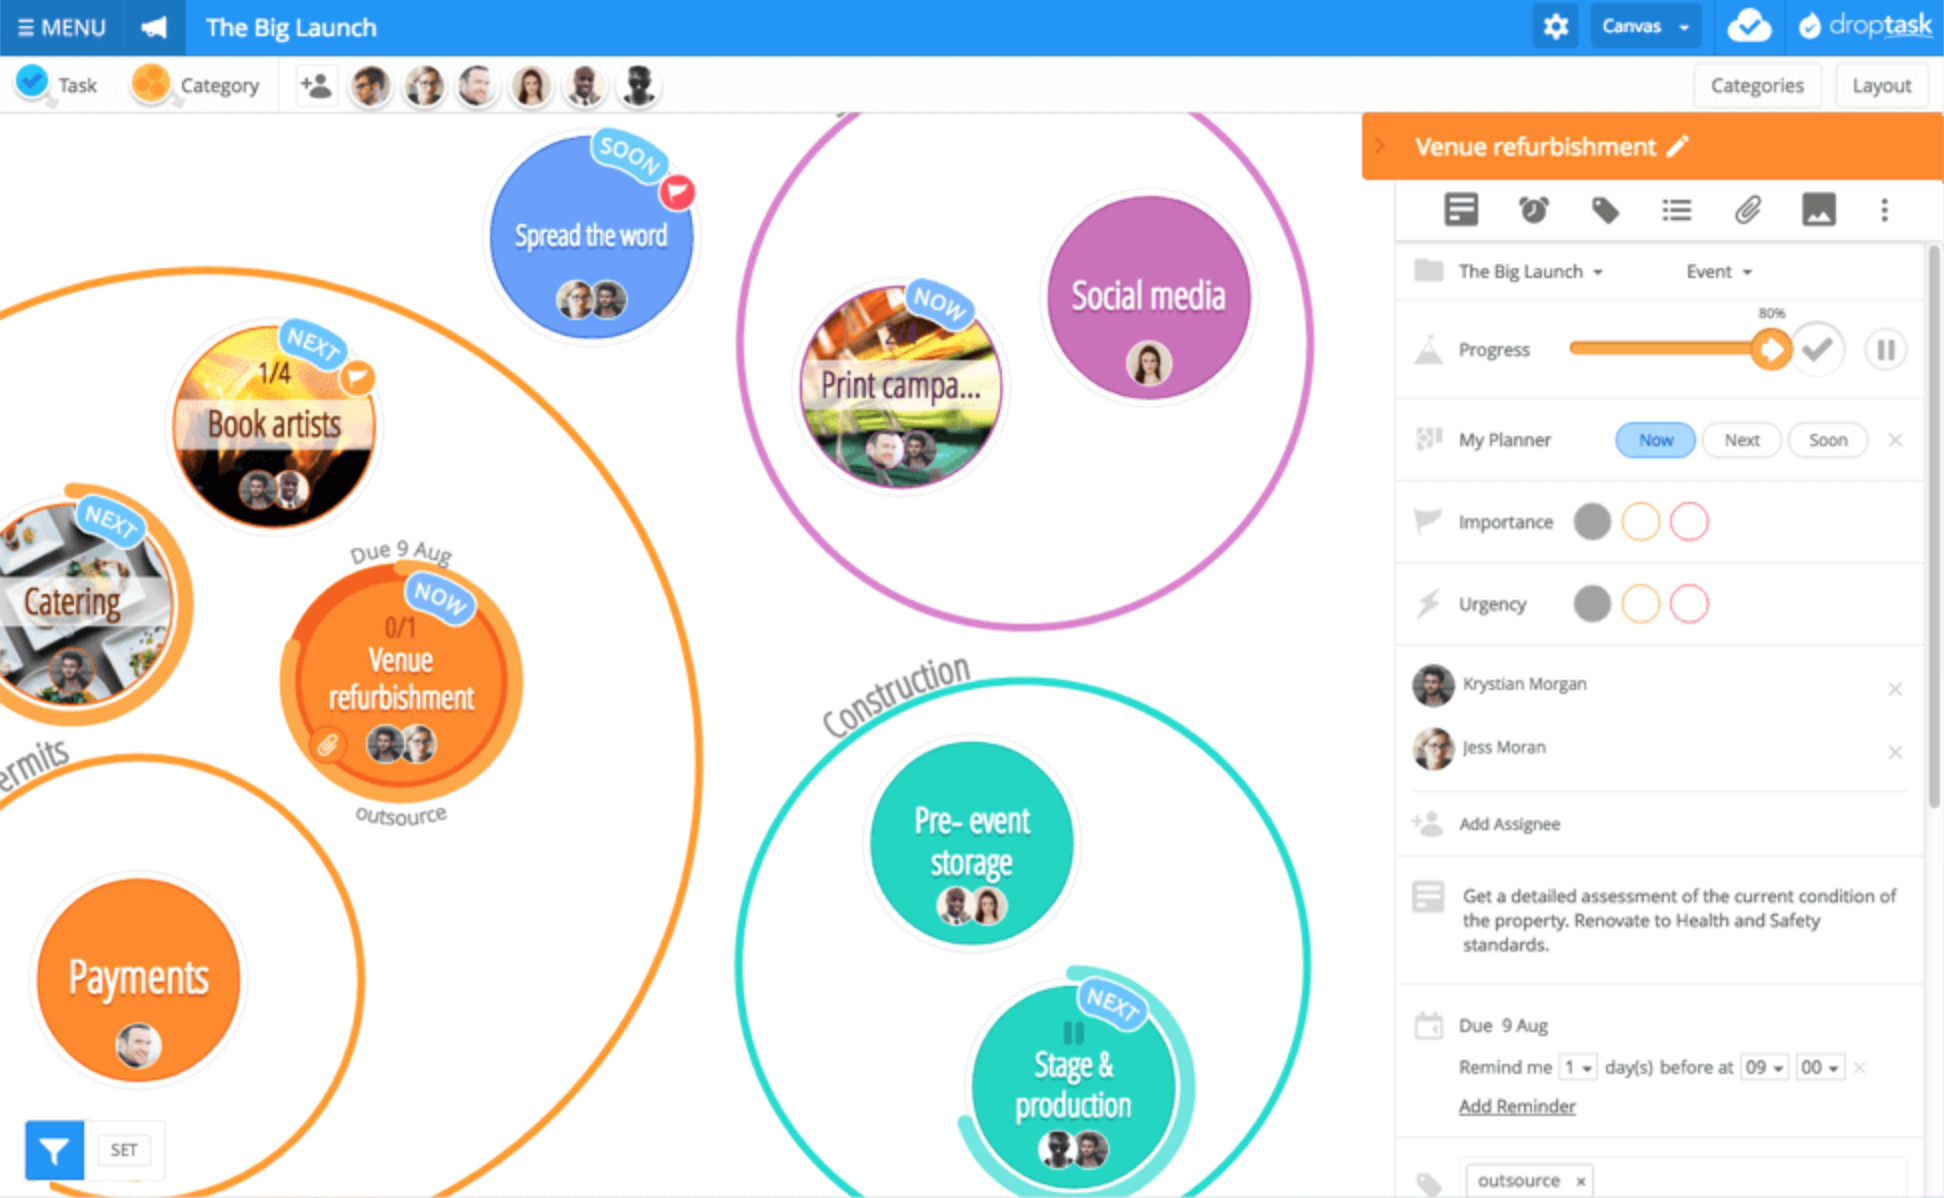 MENU
The Big Launch
Canvas
droptask
Task
Category
Categories
Layout
SOON
Spread the word
NEXT
1/4
Book artists
NEXT
Catering
Due 9 Aug
NOW
0/1
Venue
refurbishment
outsource
ermits
Payments
SET
NOW
2/4
Print campa...
Social media
Construction
Pre- event
storage
NEXT
Stage &
production
Venue refurbishment
The Big Launch
Event
80%
Progress
My Planner
Now
Next
Soon
Importance
Urgency
Krystian Morgan
Jess Moran
Add Assignee
Get a detailed assessment of the current condition of
the property. Renovate to Health and Safety
standards.
Due 9 Aug
Remind me 1 day(s) before at 09 00
Add Reminder
outsource